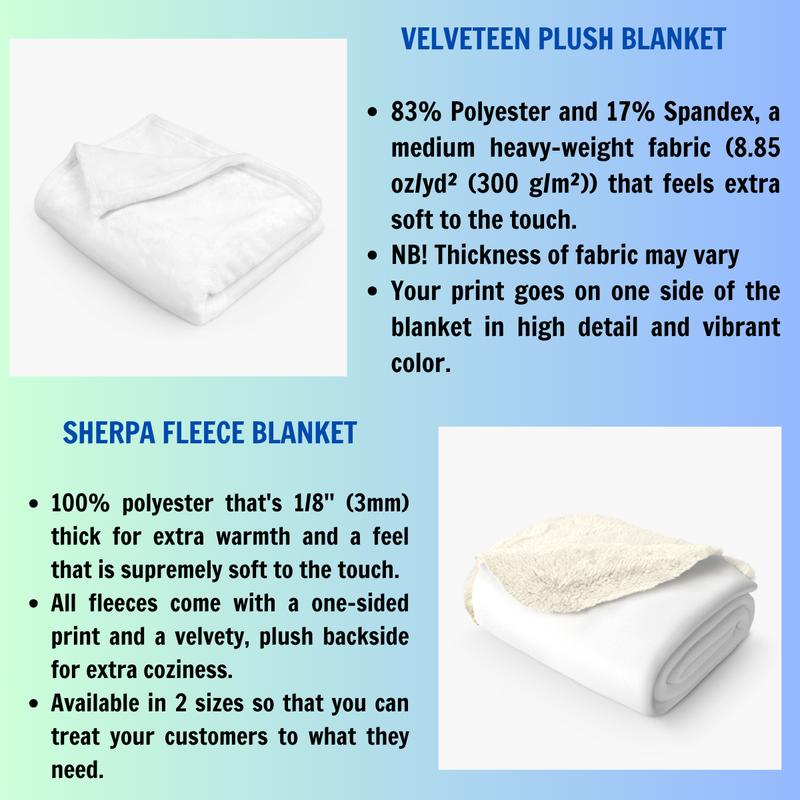 VELVETEEN PLUSH BLANKET
• 83% Polyester and 17% Spandex, a
medium heavy-weight fabric (8.85
oz/yd² (300 g/m²)) that feels extra
soft to the touch.
• NB! Thickness of fabric may vary
• Your print goes on one side of the
blanket in high detail and vibrant
color.
SHERPA FLEECE BLANKET
• 100% polyester that's 1/8" (3mm)
thick for extra warmth and a feel
that is supremely soft to the touch.
• All fleeces come with a one-sided
print and a velvety, plush backside
for extra coziness.
• Available in 2 sizes so that you can
treat your customers to what they
need.